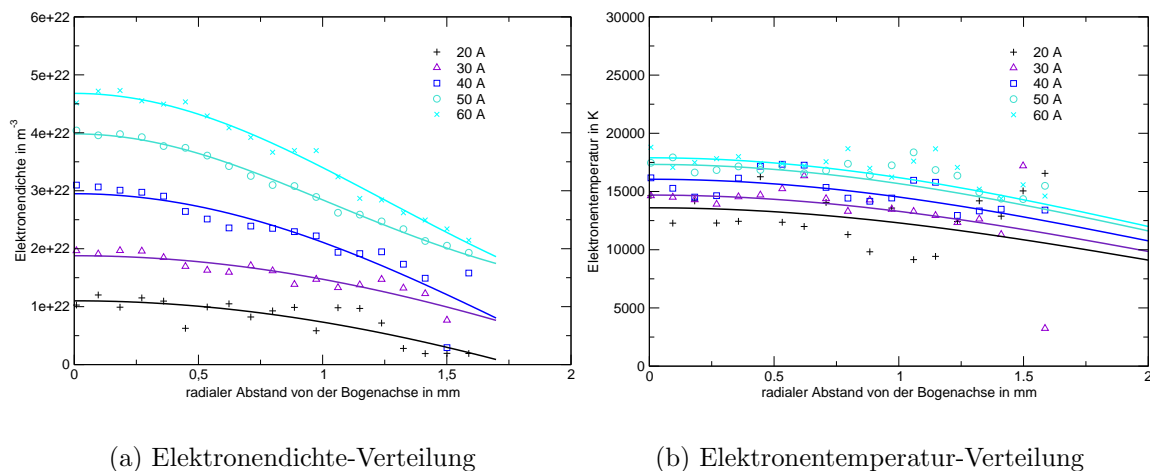 6e+22
5e+22
4e+22
3e+22
2e+22
1e+22
0
Elektronendichte in m⁻³
20 A
30 A
40 A
50 A
60 A
0 0,5 1 1,5 2
radialer Abstand von der Bogenachse in mm
30000
25000
20000
15000
10000
5000
0
Elektronentemperatur in K
20 A
30 A
40 A
50 A
60 A
0 0.5 1 1.5 2
radialer Abstand von der Bogenachse in mm
(a) Elektronendichte-Verteilung
(b) Elektronentemperatur-Verteilung